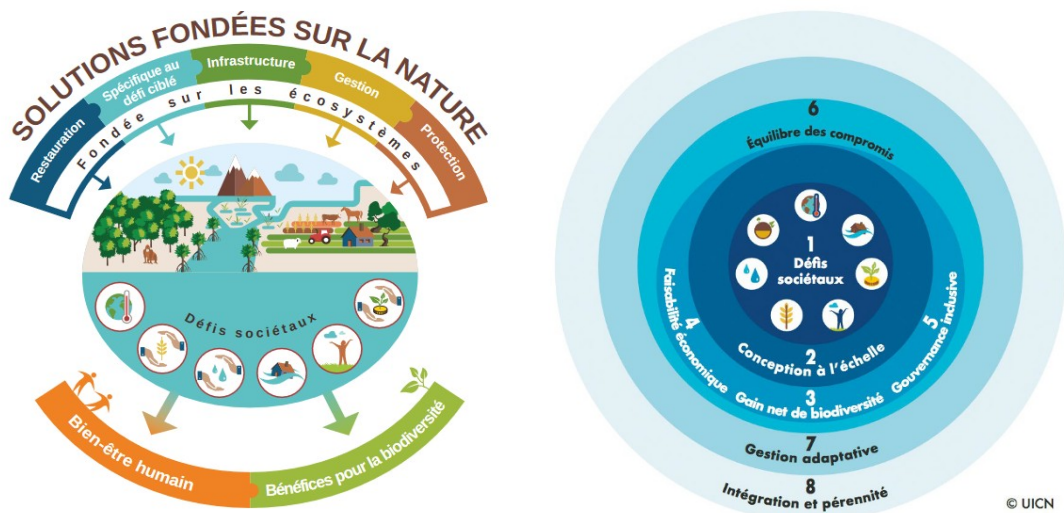 SOLUTIONS FONDÉES SUR LA NATURE
Restauration
Spécifique au
défi ciblé
Infrastructure
Gestion
Protection
Fondée sur les écosystèmes
Défis sociétaux
Bien-être humain
Bénéfices pour la biodiversité
6
Équilibre des compromis
1
Défis
sociétaux
2
Conception à l'échelle
3
Gain net de biodiversité
4
Faisabilité économique
5
Gouvernance inclusive
7
Gestion adaptative
8
Intégration et pérennité
© UICN